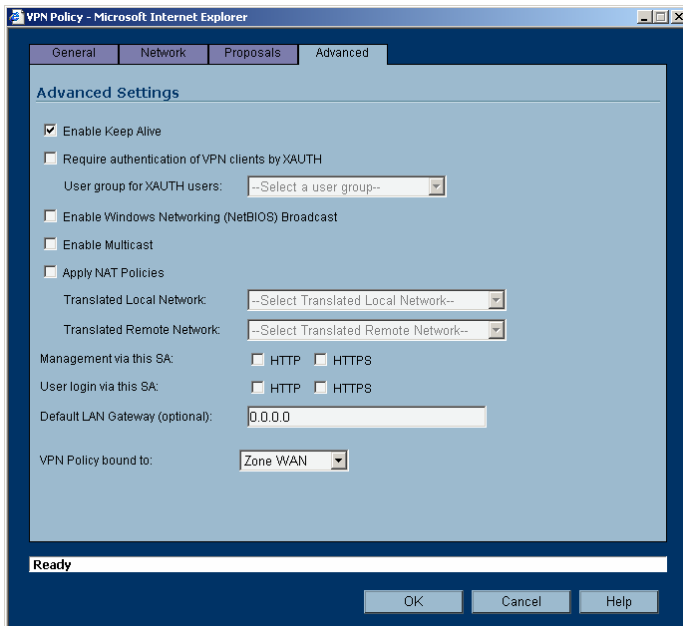 VPN Policy - Microsoft Internet Explorer
General Network Proposals Advanced
Advanced Settings
Enable Keep Alive
Require authentication of VPN clients by XAUTH
User group for XAUTH users: --Select a user group--
Enable Windows Networking (NetBIOS) Broadcast
Enable Multicast
Apply NAT Policies
Translated Local Network: --Select Translated Local Network--
Translated Remote Network: --Select Translated Remote Network--
Management via this SA: HTTP HTTPS
User login via this SA: HTTP HTTPS
Default LAN Gateway (optional): 0.0.0.0
VPN Policy bound to: Zone WAN
Ready
OK Cancel Help